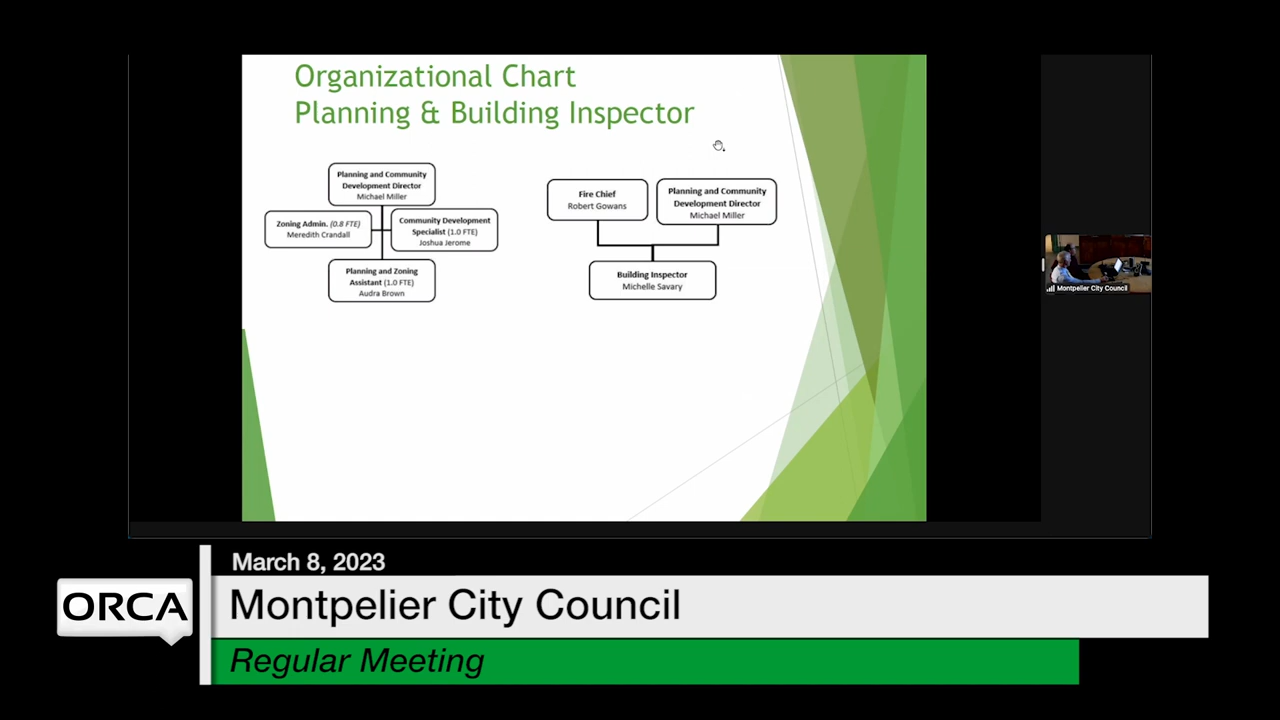 Organizational Chart
Planning & Building Inspector
Planning and Community
Development Director
Michael Miller
Zoning Admin. (0.8 FTE)
Meredith Crandall
Community Development
Specialist (1.0 FTE)
Joshua Jerome
Planning and Zoning
Assistant (1.0 FTE)
Audra Brown
Fire Chief
Robert Gowans
Planning and Community
Development Director
Michael Miller
Building Inspector
Michelle Savary
Montpelier City Council
March 8, 2023
ORCA
Montpelier City Council
Regular Meeting